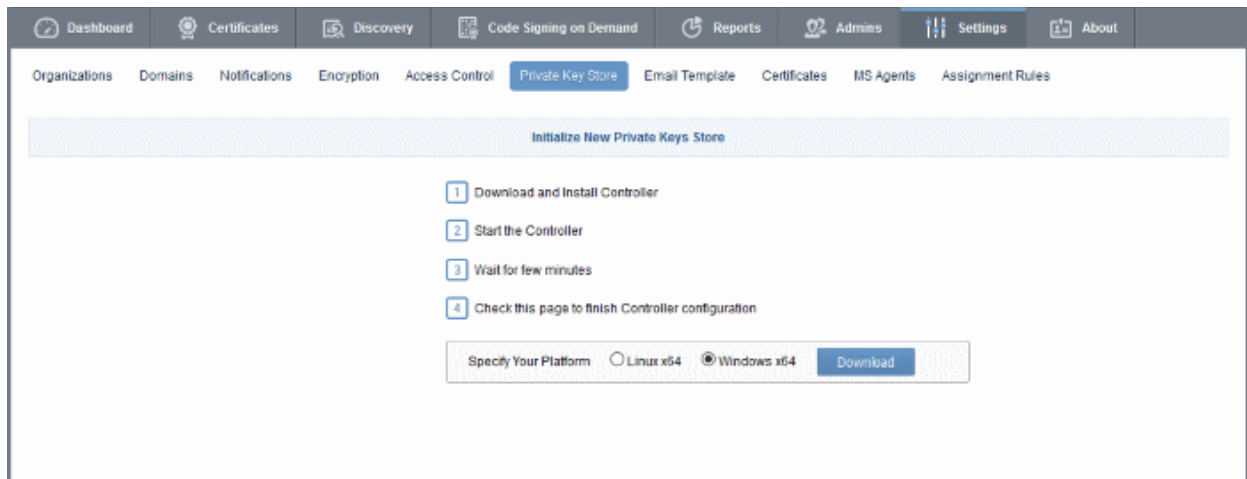 Dashboard Certificates Discovery Code Signing on Demand Reports Admins Settings About
Organizations Domains Notifications Encryption Access Control Private Key Store Email Template Certificates MS Agents Assignment Rules
Initialize New Private Keys Store
1 Download and Install Controller
2 Start the Controller
3 Wait for few minutes
4 Check this page to finish Controller configuration
Specify Your Platform Linux x64 Windows x64 Download